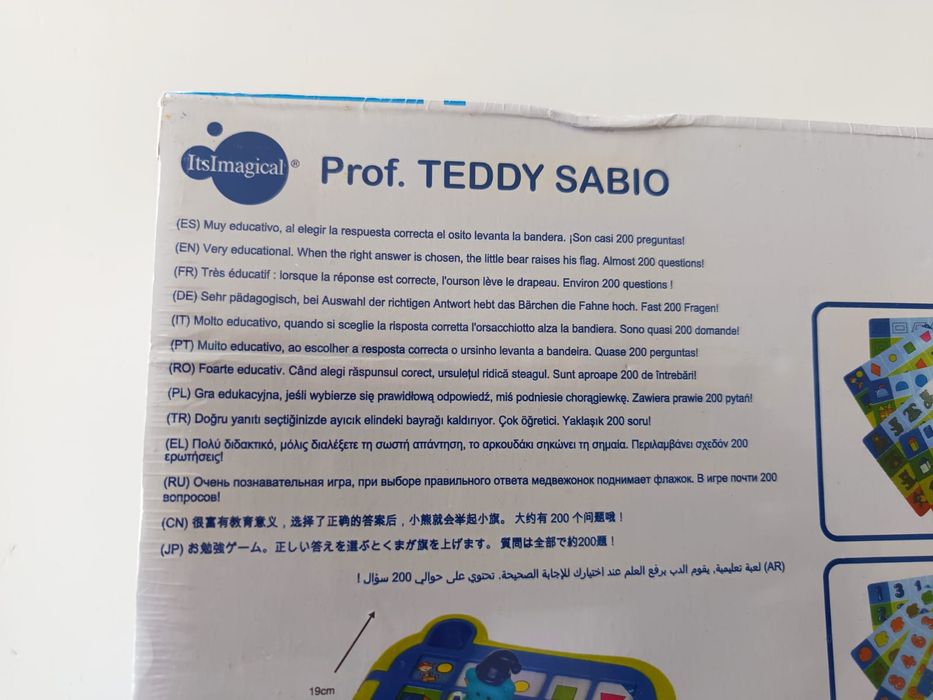 ItsImagical®
Prof. TEDDY SABIO
(ES) Muy educativo, al elegir la respuesta correcta el osito levanta la bandera. ¡Son casi 200 preguntas!
(EN) Very educational. When the right answer is chosen, the little bear raises his flag. Almost 200 questions!
(FR) Très éducatif : lorsque la réponse est correcte, l'ourson lève le drapeau. Environ 200 questions !
(DE) Sehr pädagogisch, bei Auswahl der richtigen Antwort hebt das Bärchen die Fahne hoch. Fast 200 Fragen!
(IT) Molto educativo, quando si sceglie la risposta corretta l'orsacchiotto alza la bandiera. Sono quasi 200 domande!
(PT) Muito educativo, ao escolher a resposta correcta o ursinho levanta a bandeira. Quase 200 perguntas!
(RO) Foarte educativ. Când alegi răspunsul corect, ursulețul ridică steagul. Sunt aproape 200 de întrebări!
(PL) Gra edukacyjna, jeśli wybierze się prawidłową odpowiedź, miś podniesie chorągiewkę. Zawiera prawie 200 pytań!
(TR) Doğru yanıtı seçtiğinizde ayıcık elindeki bayrağı kaldırıyor. Çok öğretici. Yaklaşık 200 soru!
(EL) Πολύ διδακτικό, μόλις διαλέξετε τη σωστή απάντηση, το αρκουδάκι σηκώνει τη σημαία. Περιλαμβάνει σχεδόν 200
ερωτήσεις!
(RU) Очень познавательная игра, при выборе правильного ответа медвежонок поднимает флажок. В игре почти 200
вопросов!
(CN) 很富有教育意义，选择了正确的答案后，小熊就会举起小旗。 大约有 200 个问题哦！
(JP) お勉強ゲーム。正しい答えを選ぶとくまが旗を上げます。 質問は全部で約200題！
(AR) لعبة تعليمية، يقوم الدب برفع العلم عند اختيارك للإجابة الصحيحة. تحتوي على حوالي 200 سؤال !
19cm
1 3
2